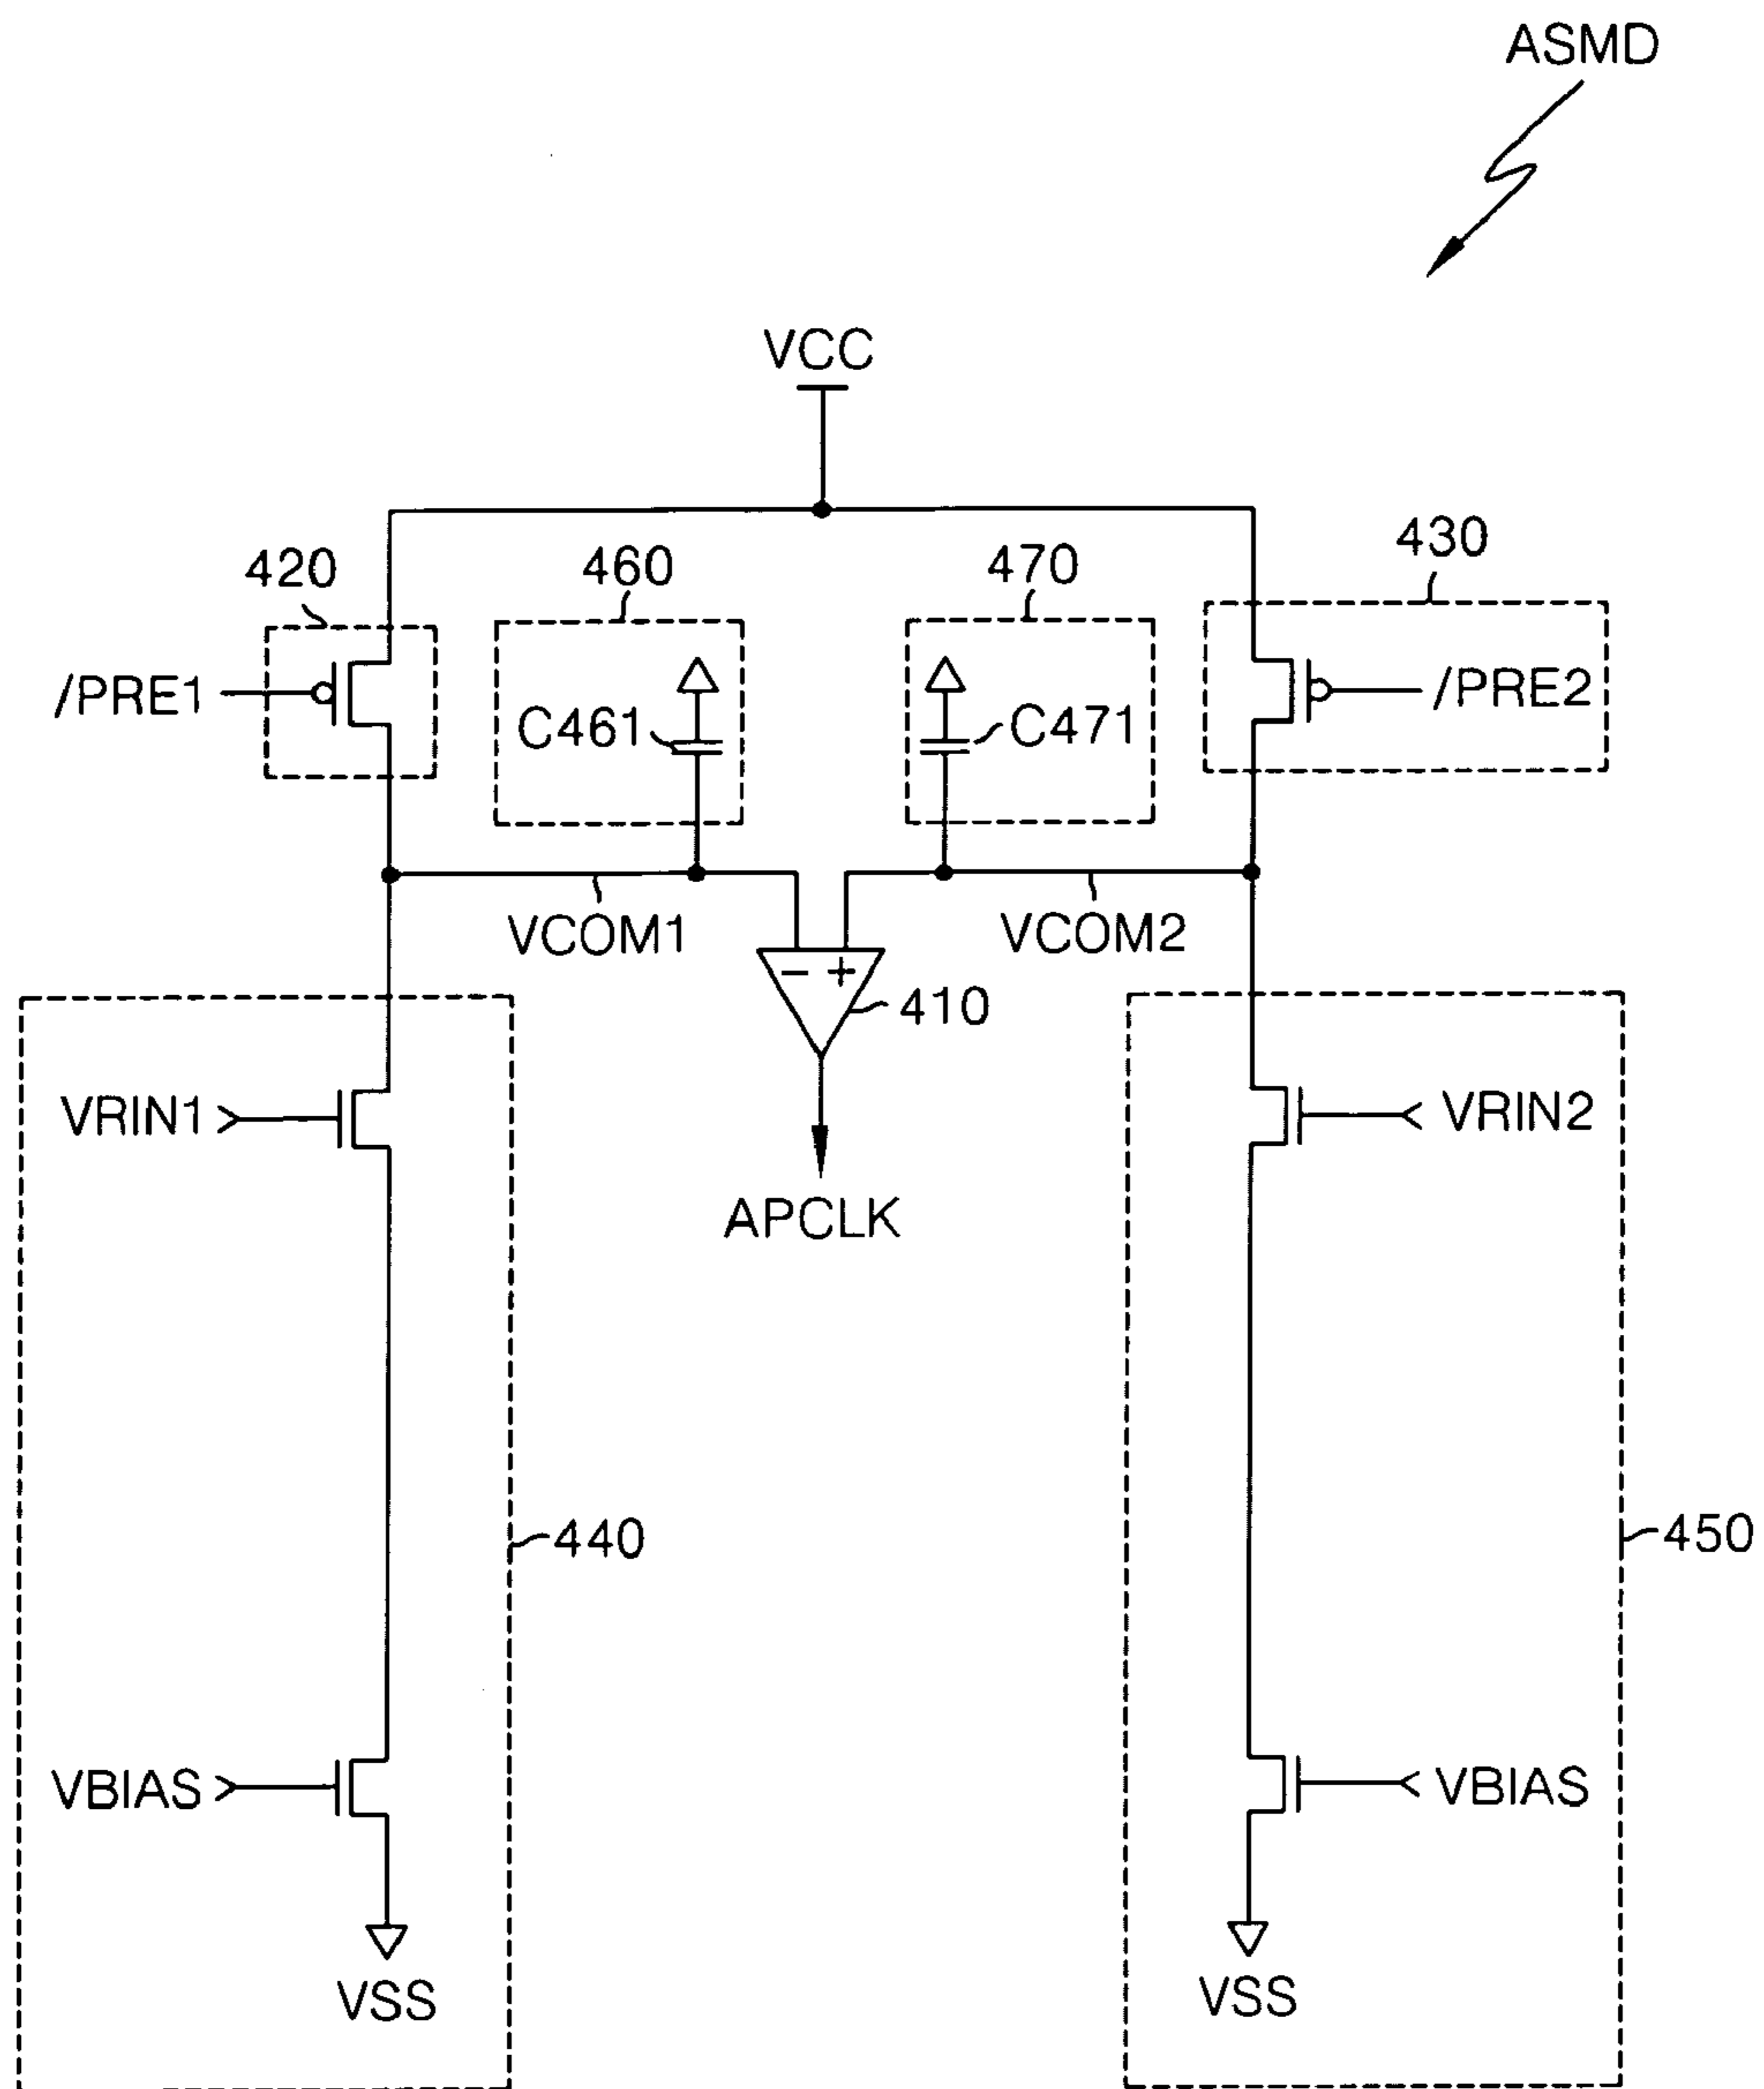 ASMD
VCC
420
460
470
430
/PRE1
C461
C471
/PRE2
VCOM1
VCOM2
- +
410
VRIN1
VRIN2
APCLK
440
450
VBIAS
VBIAS
VSS
VSS